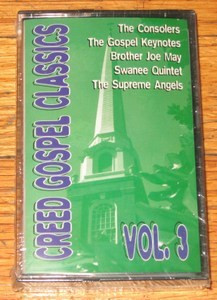 The Consolers
The Gospel Keynotes
Brother Joe May
Swanee Quintet
The Supreme Angels
CREED GOSPEL CLASSICS
VOL. 3